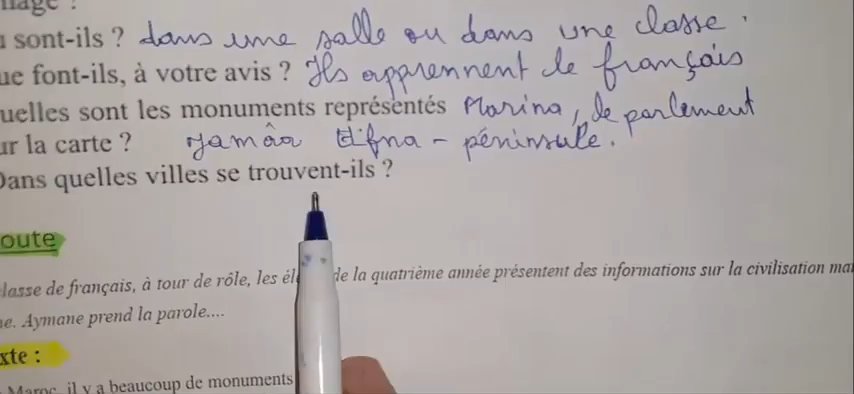 sont-ils ? dans une salle ou dans une classe.
ue font-ils, à votre avis ? Ils apprennent le français
uelles sont les monuments représentés Marina, le parlement
ur la carte ? Jamâa péninsule.
Dans quelles villes se trouvent-ils ?
oute
lasse de français, à tour de rôle, les él de la quatrième année présentent des informations sur la civilisation
e. Aymane prend la parole....
xte :
Maroc, il y a beaucoup de monuments